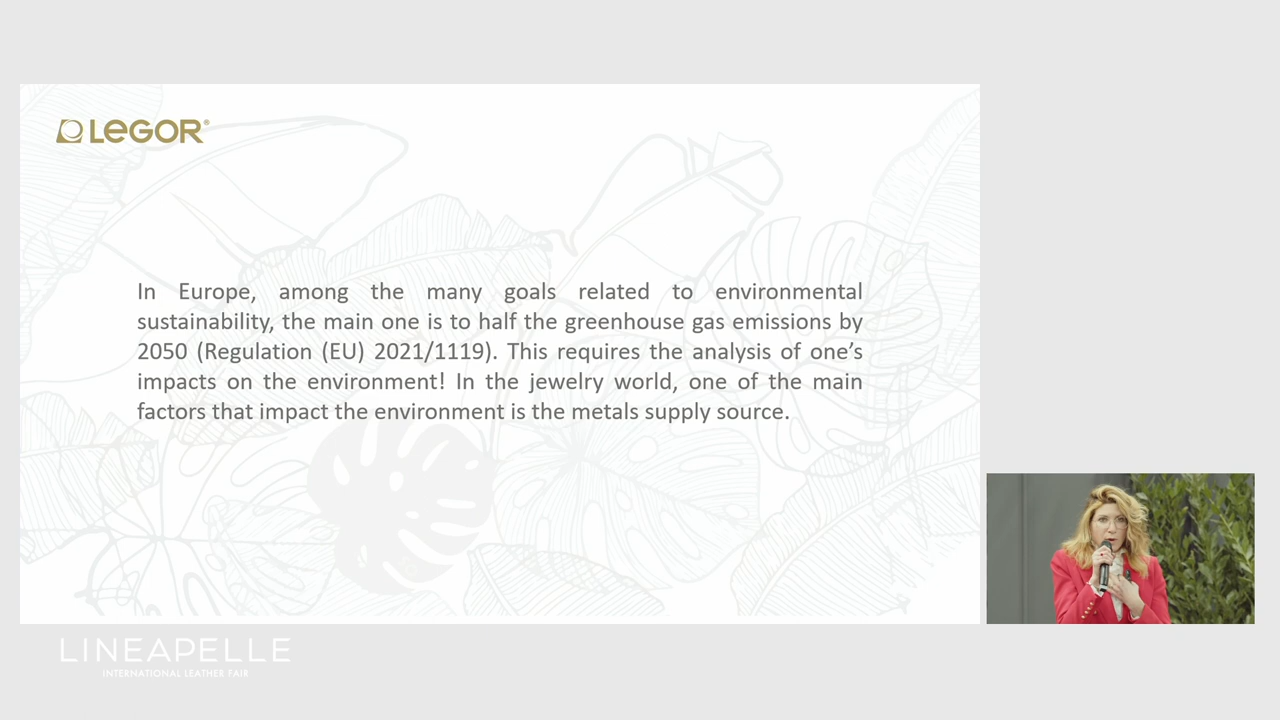 LEGOR®
In Europe, among the many goals related to environmental
sustainability, the main one is to half the greenhouse gas emissions by
2050 (Regulation (EU) 2021/1119). This requires the analysis of one’s
impacts on the environment! In the jewelry world, one of the main
factors that impact the environment is the metals supply source.
LINEAPELLE
INTERNATIONAL LEATHER FAIR